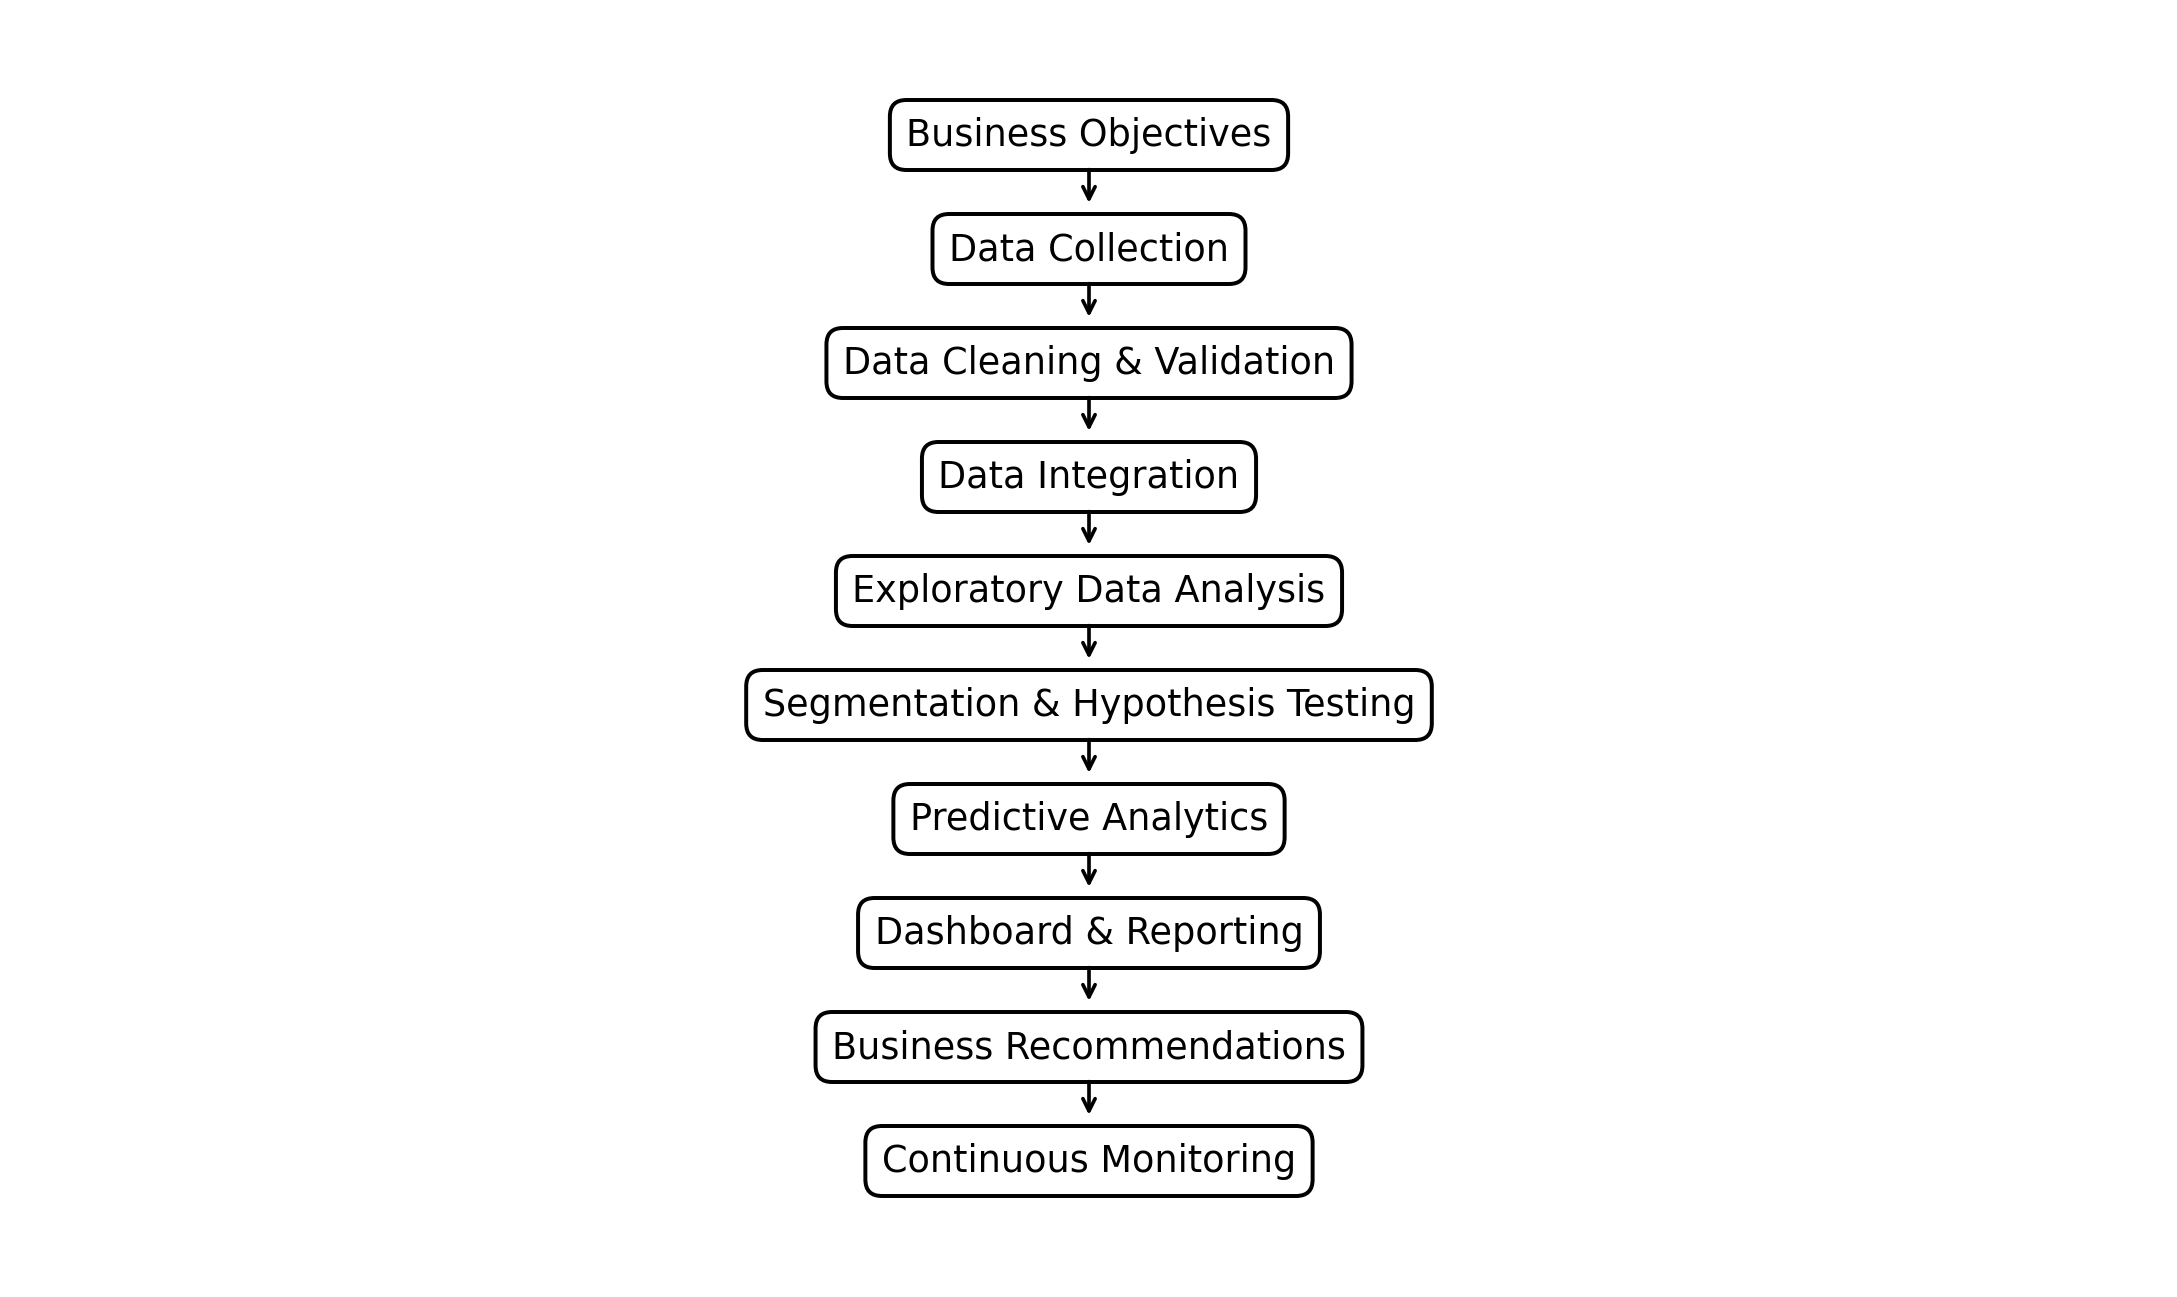 Business Objectives
Data Collection
Data Cleaning & Validation
Data Integration
Exploratory Data Analysis
Segmentation & Hypothesis Testing
Predictive Analytics
Dashboard & Reporting
Business Recommendations
Continuous Monitoring